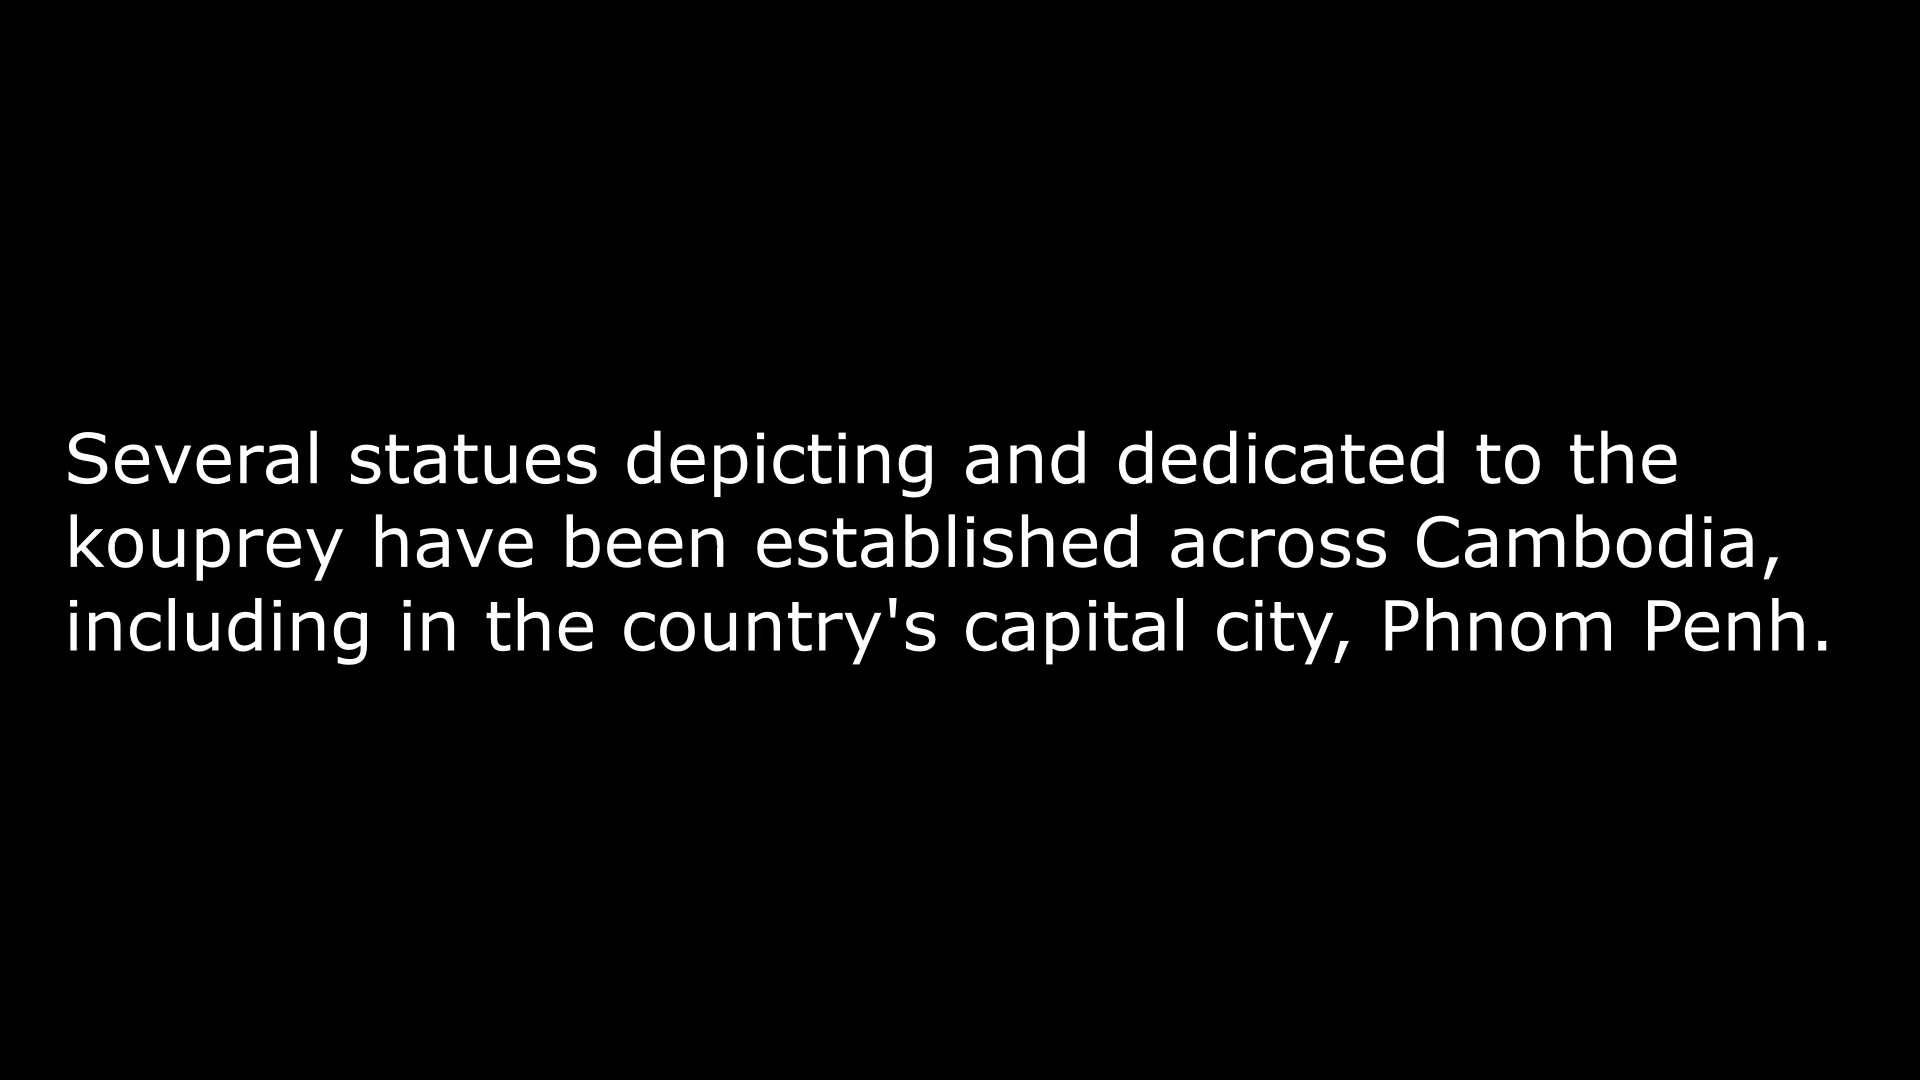 Several statues depicting and dedicated to the
kouprey have been established across Cambodia,
including in the country's capital city, Phnom Penh.